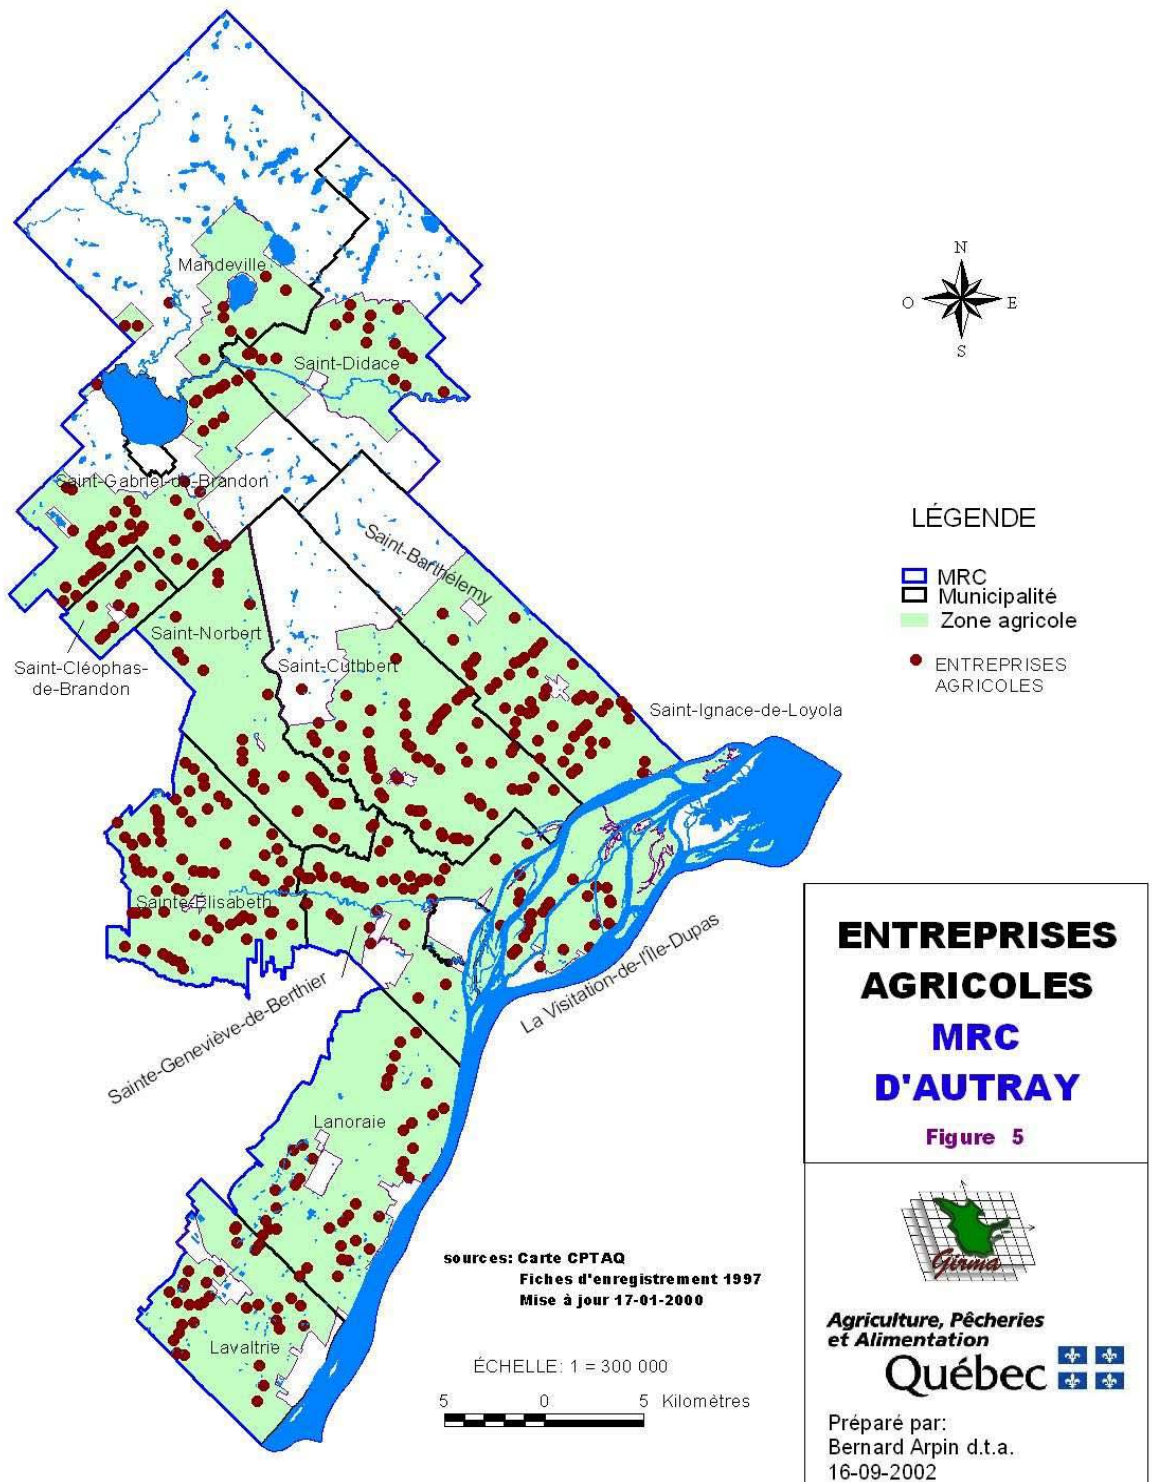 Mandeville
Saint-Didace
Saint-Gabriel-de-Brandon
Saint-Barthélemy
Saint-Norbert
Saint-Cuthbert
Saint-Cléophas-
de-Brandon
Saint-Ignace-de-Loyola
Sainte-Élisabeth
Sainte-Geneviève-de-Berthier
La Visitation-de-l'Île-Dupas
Lanoraie
Lavaltrie
N
O
E
S
LÉGENDE
MRC
Municipalité
Zone agricole
ENTREPRISES
AGRICOLES
sources: Carte CPTAQ
Fiches d'enregistrement 1997
Mise à jour 17-01-2000
ÉCHELLE: 1 = 300 000
5 0 5 Kilomètres
ENTREPRISES
AGRICOLES
MRC
D'AUTRAY
Figure 5
Girma
Agriculture, Pêcheries
et Alimentation
Québec
Préparé par:
Bernard Arpin d.t.a.
16-09-2002